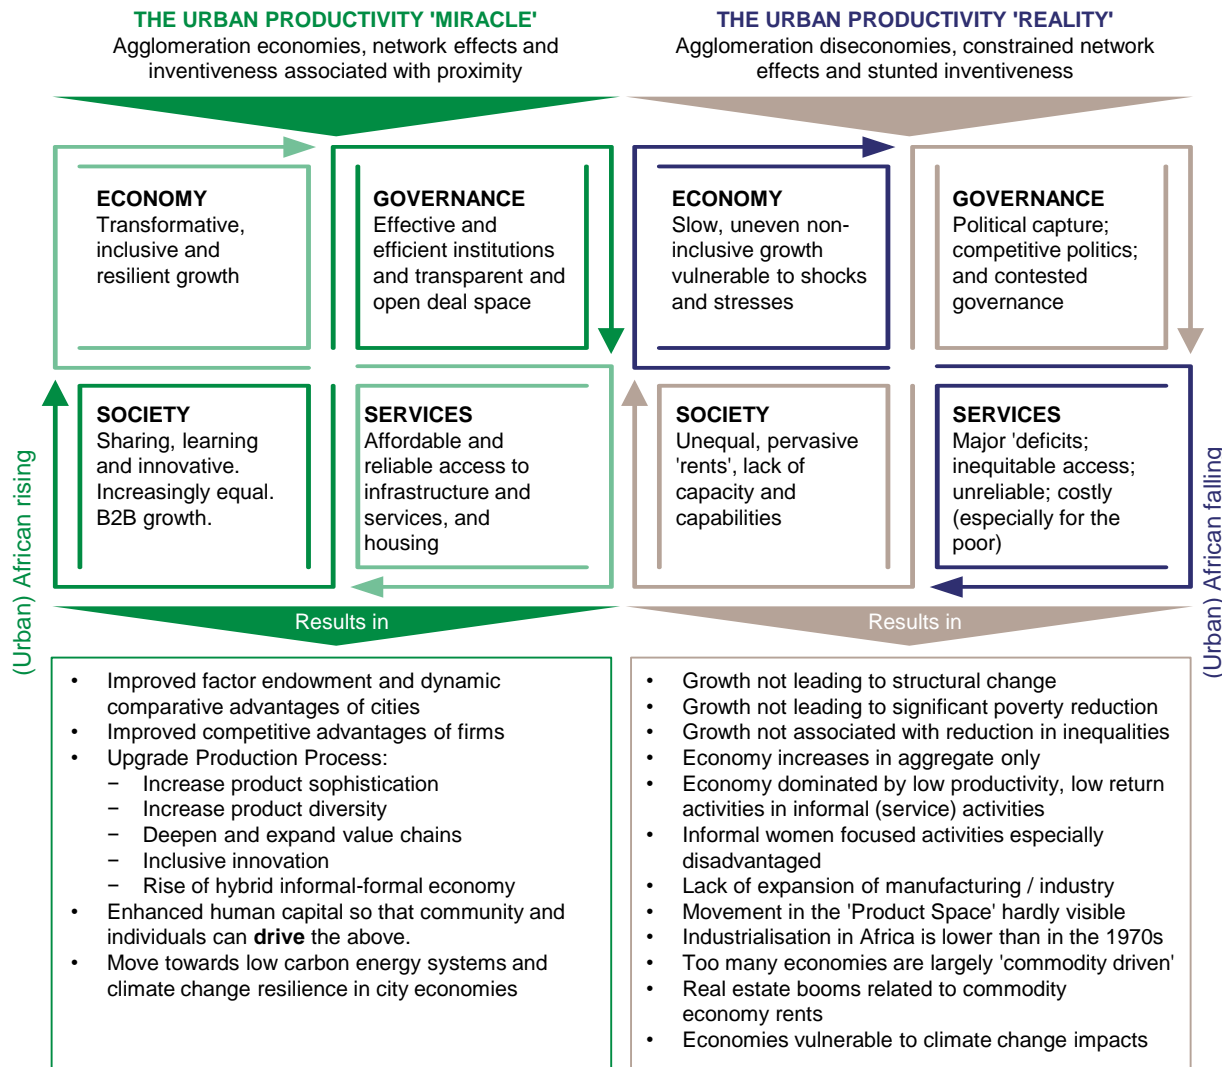 THE URBAN PRODUCTIVITY 'MIRACLE'
Agglomeration economies, network effects and
inventiveness associated with proximity
ECONOMY
Transformative,
inclusive and
resilient growth
GOVERNANCE
Effective and
efficient institutions
and transparent and
open deal space
SOCIETY
Sharing, learning
and innovative.
Increasingly equal.
B2B growth.
SERVICES
Affordable and
reliable access to
infrastructure and
services, and
housing
(Urban) African rising
Results in
• Improved factor endowment and dynamic
comparative advantages of cities
• Improved competitive advantages of firms
• Upgrade Production Process:
− Increase product sophistication
− Increase product diversity
− Deepen and expand value chains
− Inclusive innovation
− Rise of hybrid informal-formal economy
• Enhanced human capital so that community and
individuals can drive the above.
• Move towards low carbon energy systems and
climate change resilience in city economies
THE URBAN PRODUCTIVITY 'REALITY'
Agglomeration diseconomies, constrained network
effects and stunted inventiveness
ECONOMY
Slow, uneven non-
inclusive growth
vulnerable to shocks
and stresses
GOVERNANCE
Political capture;
competitive politics;
and contested
governance
SOCIETY
Unequal, pervasive
'rents', lack of
capacity and
capabilities
SERVICES
Major 'deficits;
inequitable access;
unreliable; costly
(especially for the
poor)
(Urban) African falling
Results in
• Growth not leading to structural change
• Growth not leading to significant poverty reduction
• Growth not associated with reduction in inequalities
• Economy increases in aggregate only
• Economy dominated by low productivity, low return
activities in informal (service) activities
• Informal women focused activities especially
disadvantaged
• Lack of expansion of manufacturing / industry
• Movement in the 'Product Space' hardly visible
• Industrialisation in Africa is lower than in the 1970s
• Too many economies are largely 'commodity driven'
• Real estate booms related to commodity
economy rents
• Economies vulnerable to climate change impacts